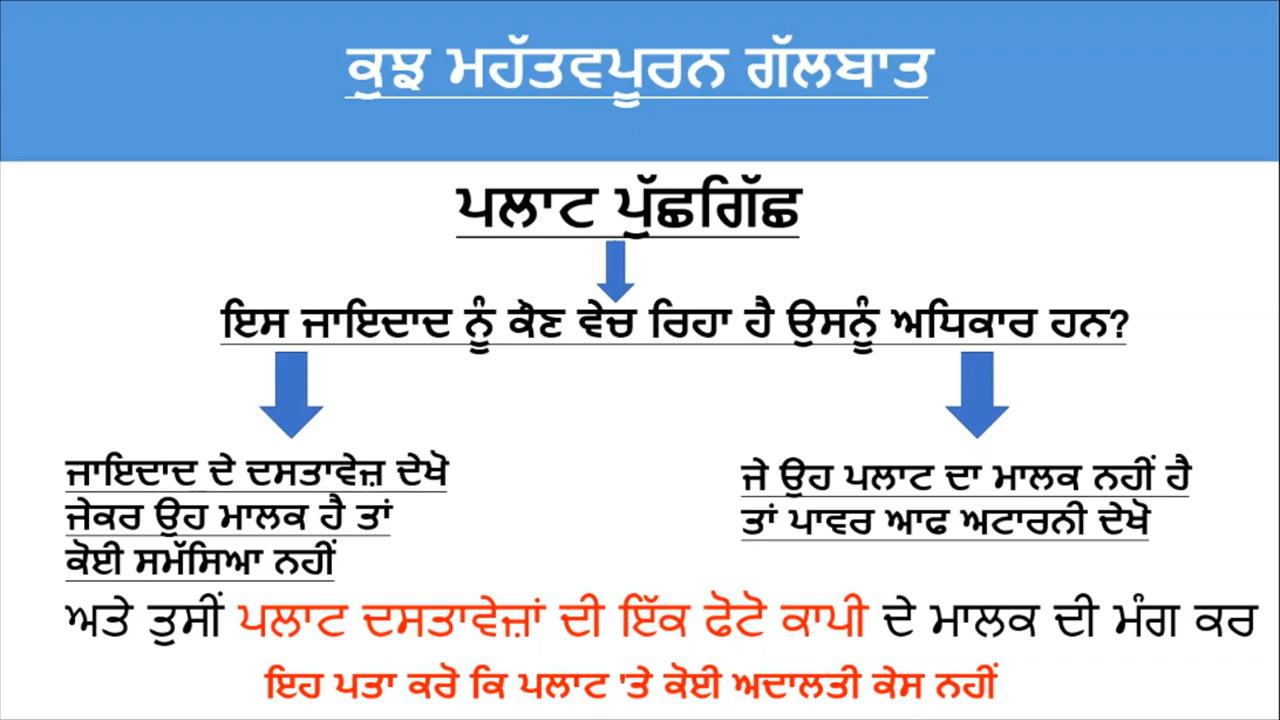 ਕੁਝ ਮਹੱਤਵਪੂਰਨ ਗੱਲਬਾਤ
ਪਲਾਟ ਪੁੱਛਗਿੱਛ
ਇਸ ਜਾਇਦਾਦ ਨੂੰ ਕੌਣ ਵੇਚ ਰਿਹਾ ਹੈ ਉਸਨੂੰ ਅਧਿਕਾਰ ਹਨ?
ਜਾਇਦਾਦ ਦੇ ਦਸਤਾਵੇਜ਼ ਦੇਖੋ
ਜੇਕਰ ਉਹ ਮਾਲਕ ਹੈ ਤਾਂ
ਕੋਈ ਸਮੱਸਿਆ ਨਹੀਂ
ਜੇ ਉਹ ਪਲਾਟ ਦਾ ਮਾਲਕ ਨਹੀਂ ਹੈ
ਤਾਂ ਪਾਵਰ ਆਫ ਅਟਾਰਨੀ ਦੇਖੋ
ਅਤੇ ਤੁਸੀਂ ਪਲਾਟ ਦਸਤਾਵੇਜ਼ਾਂ ਦੀ ਇੱਕ ਫੋਟੋ ਕਾਪੀ ਦੇ ਮਾਲਕ ਦੀ ਮੰਗ ਕਰ
ਇਹ ਪਤਾ ਕਰੋ ਕਿ ਪਲਾਟ 'ਤੇ ਕੋਈ ਅਦਾਲਤੀ ਕੇਸ ਨਹੀਂ